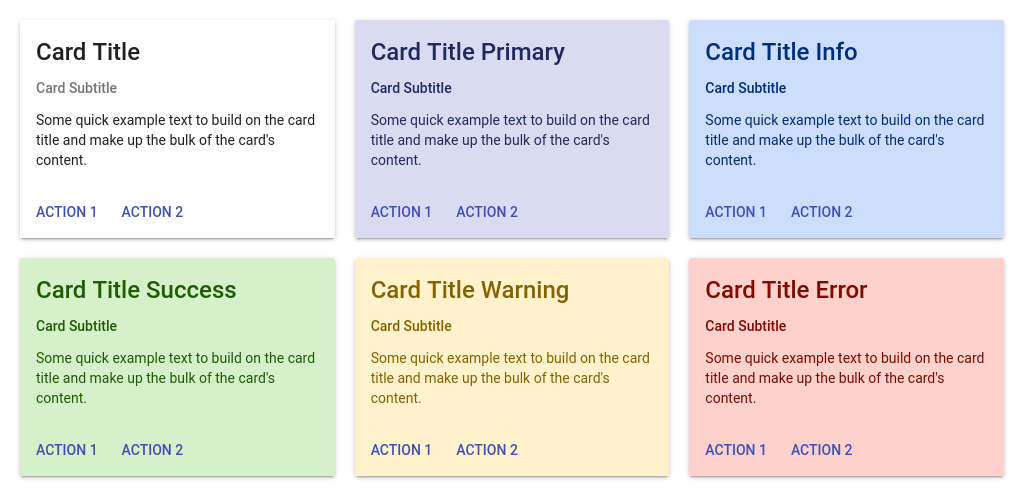 Card Title
Card Subtitle
Some quick example text to build on the card
title and make up the bulk of the card's
content.
ACTION 1 ACTION 2
Card Title Primary
Card Subtitle
Some quick example text to build on the card
title and make up the bulk of the card's
content.
ACTION 1 ACTION 2
Card Title Info
Card Subtitle
Some quick example text to build on the card
title and make up the bulk of the card's
content.
ACTION 1 ACTION 2
Card Title Success
Card Subtitle
Some quick example text to build on the card
title and make up the bulk of the card's
content.
ACTION 1 ACTION 2
Card Title Warning
Card Subtitle
Some quick example text to build on the card
title and make up the bulk of the card's
content.
ACTION 1 ACTION 2
Card Title Error
Card Subtitle
Some quick example text to build on the card
title and make up the bulk of the card's
content.
ACTION 1 ACTION 2